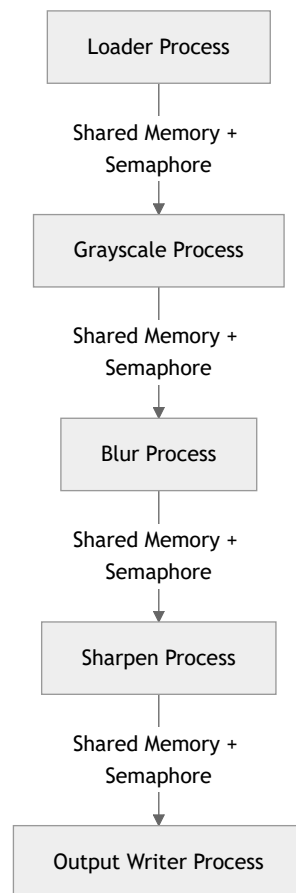 Loader Process
Shared Memory +
Semaphore
Grayscale Process
Shared Memory +
Semaphore
Blur Process
Shared Memory +
Semaphore
Sharpen Process
Shared Memory +
Semaphore
Output Writer Process